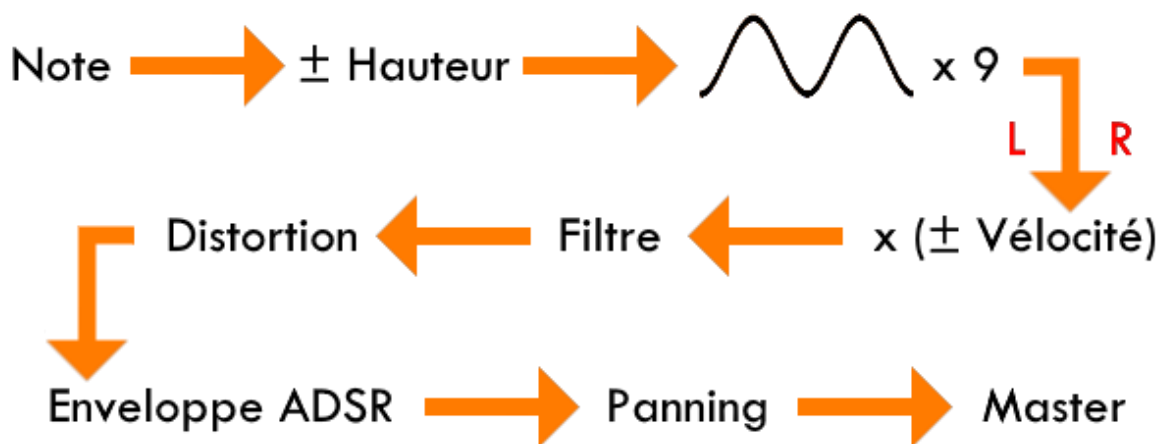 Note ± Hauteur x 9
L R
Distortion Filtre x (± Vélocité)
Enveloppe ADSR Panning Master